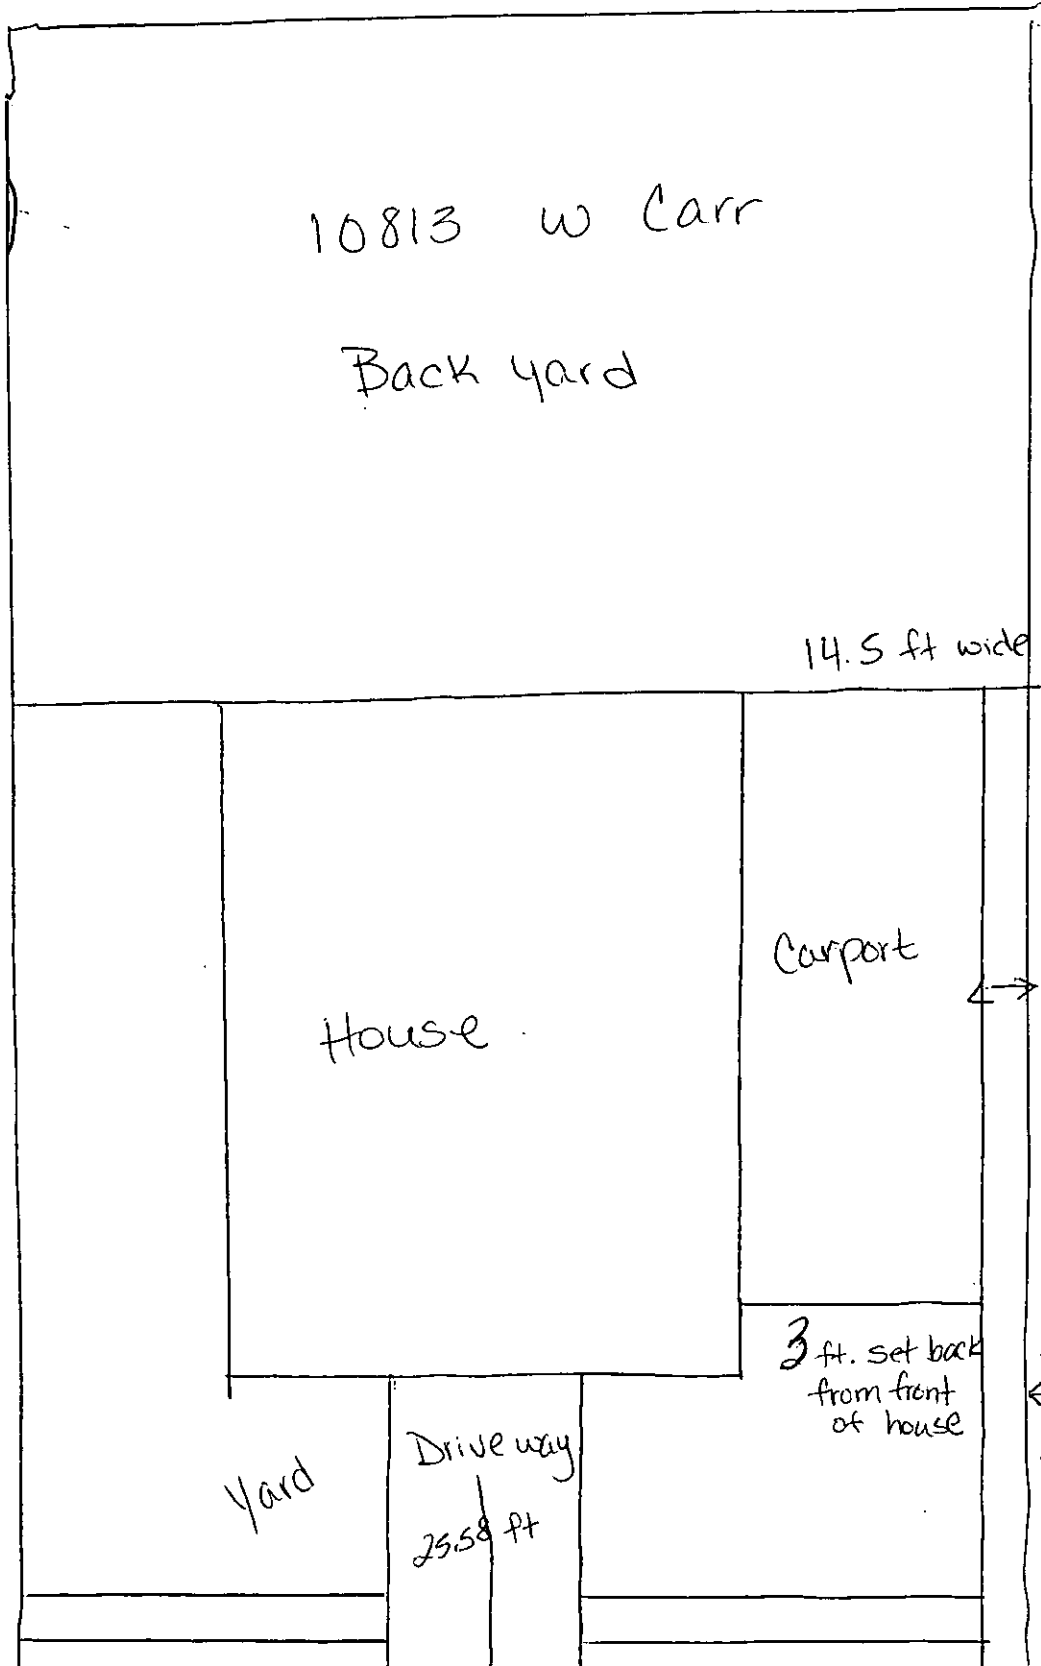 10813 W Carr
Back yard
14.5 ft wide
Carport
House
3 ft. set back
from front
of house
Drive way
Yard
25.58 ft